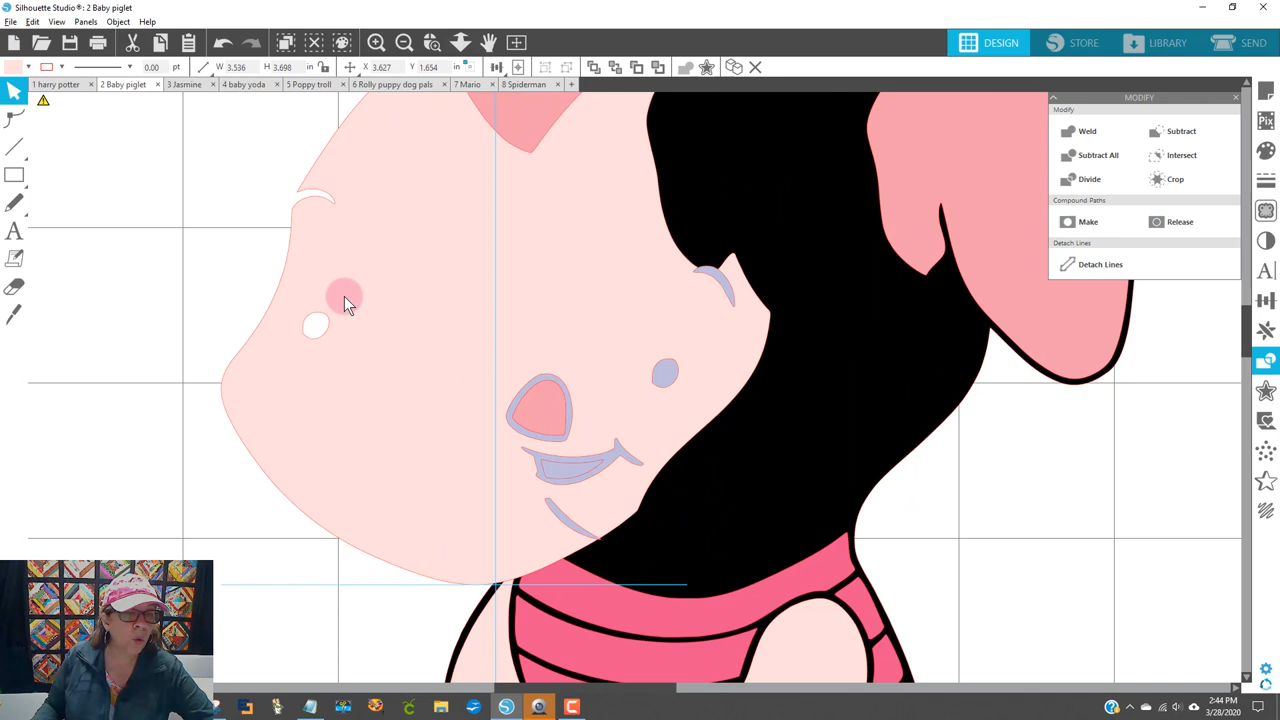 Silhouette Studio®: 2 Baby piglet
File Edit View Panels Object Help
DESIGN STORE LIBRARY SEND
0.00 pt W 3.536 H 3.698 in X 3.627 Y 1.654 in
1 harry potter 2 Baby piglet 3 Jasmine 4 baby yoda 5 Poppy troll 6 Rolly puppy dog pals 7 Mario 8 Spiderman
MODIFY
Modify
Weld Subtract
Subtract All Intersect
Divide Crop
Compound Paths
Make Release
Detach Lines
Detach Lines
Pix
2:44 PM
3/28/2020